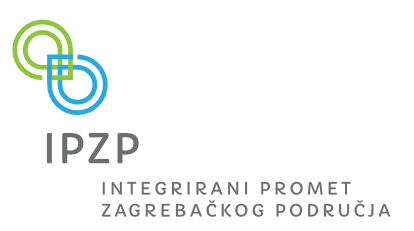 IPZP
INTEGRIRANI PROMET
ZAGREBAČKOG PODRUČJA